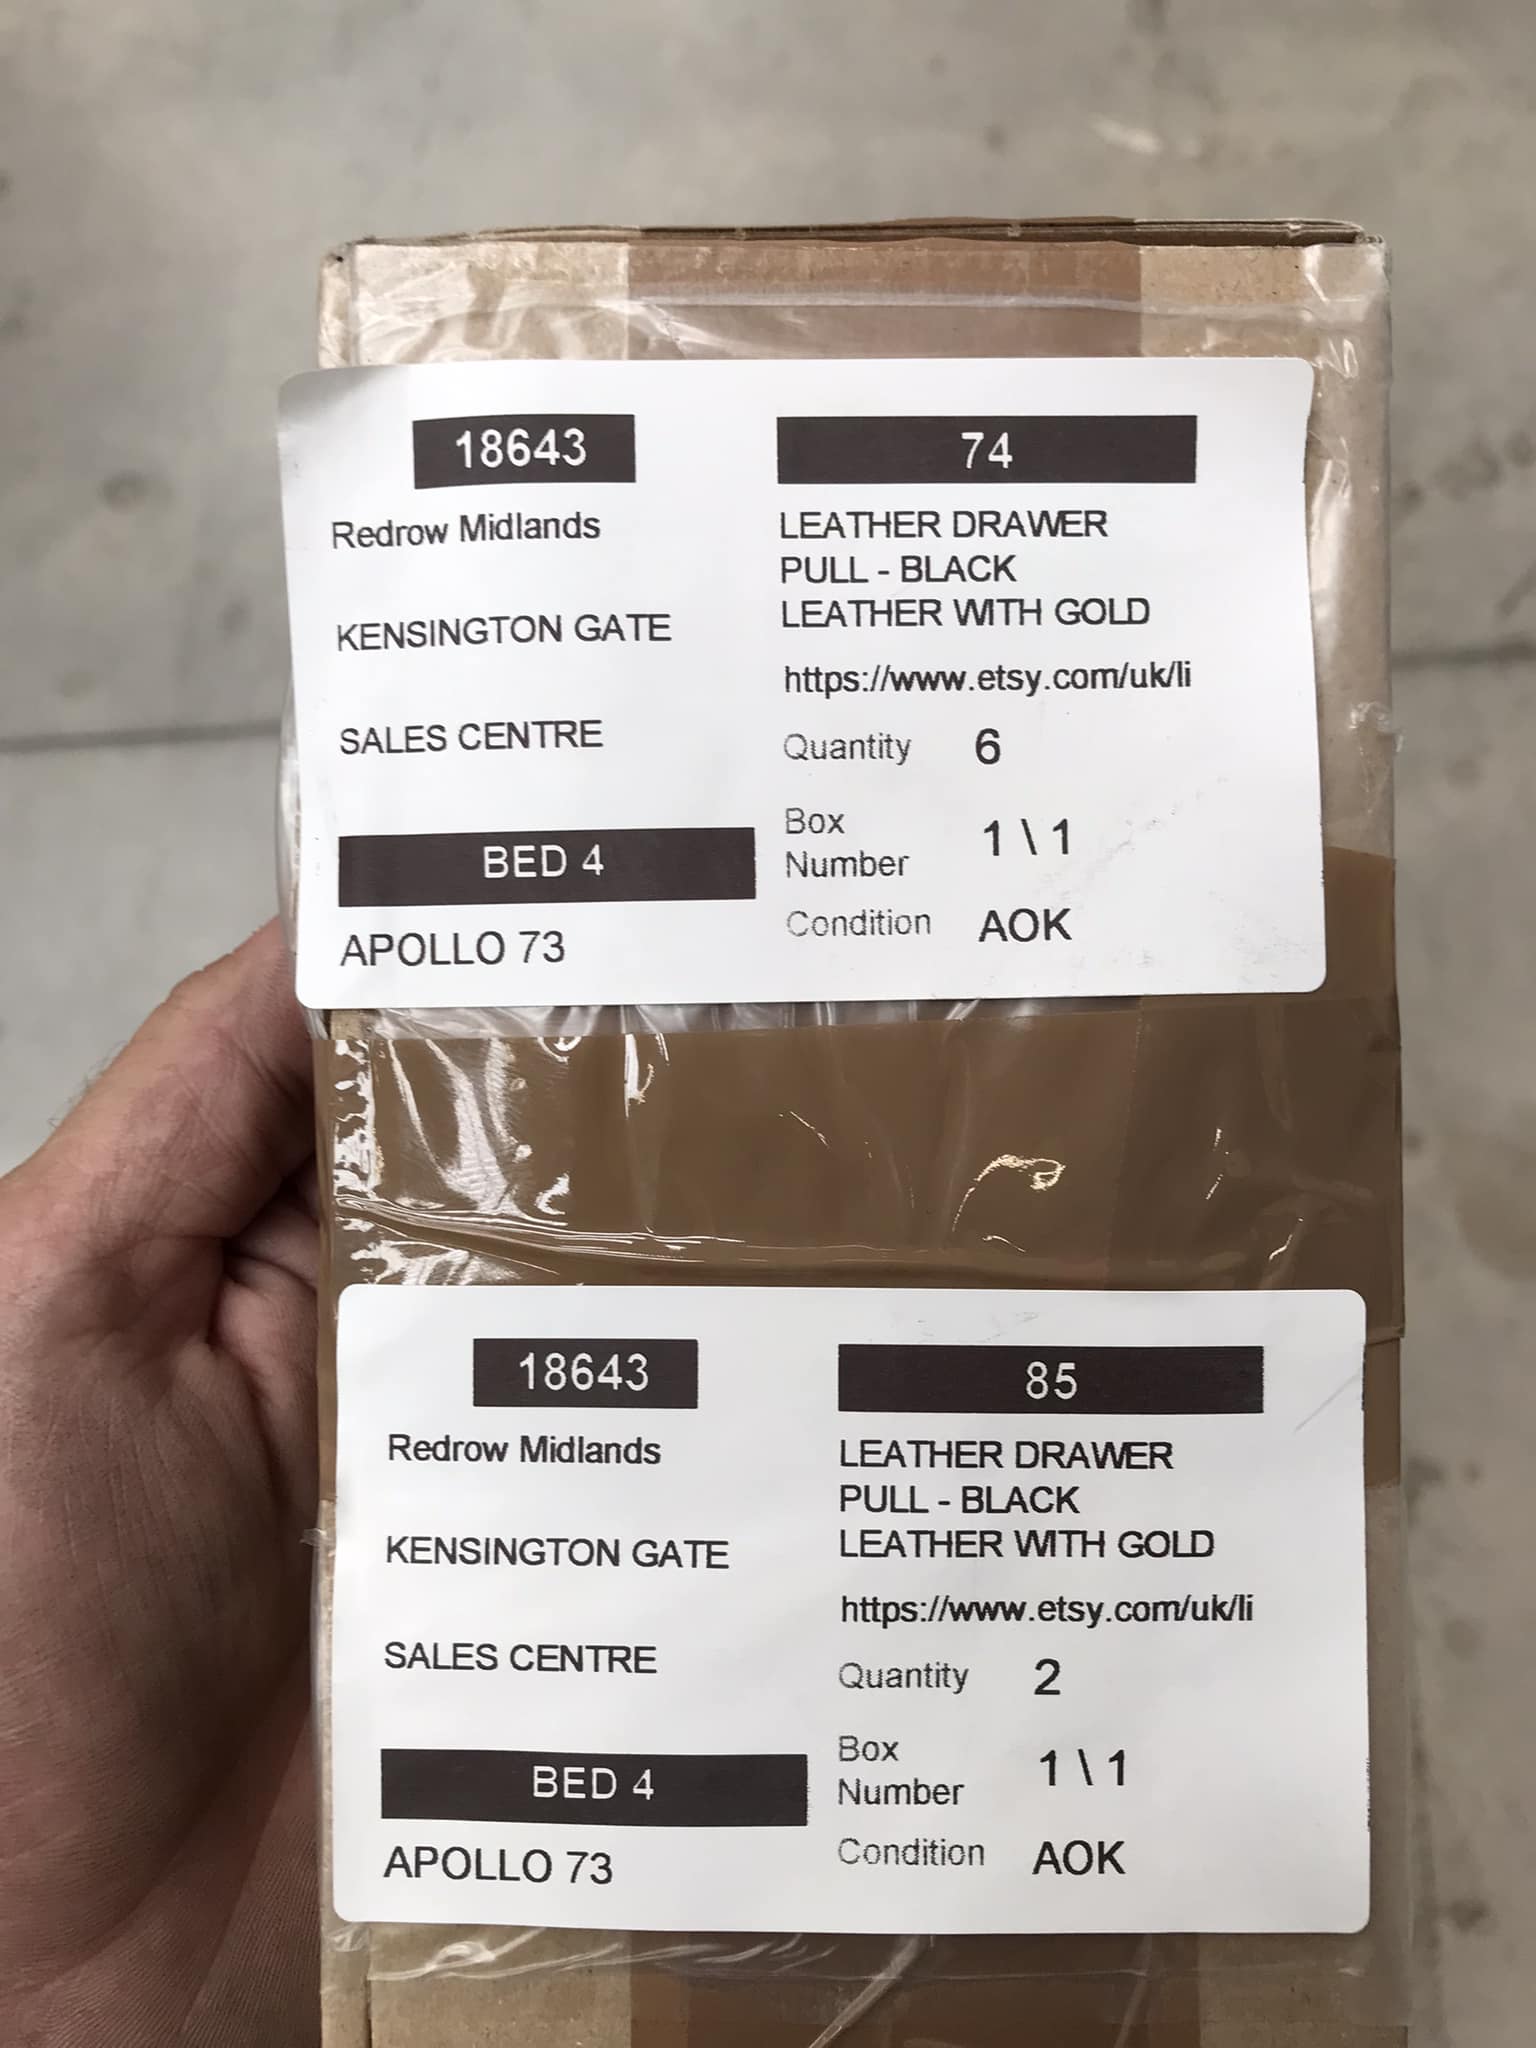 18643
Redrow Midlands
KENSINGTON GATE
SALES CENTRE
BED 4
APOLLO 73
74
LEATHER DRAWER
PULL - BLACK
LEATHER WITH GOLD
https://www.etsy.com/uk/li
Quantity 6
Box
Number 1 \ 1
Condition AOK
18643
Redrow Midlands
KENSINGTON GATE
SALES CENTRE
BED 4
APOLLO 73
85
LEATHER DRAWER
PULL - BLACK
LEATHER WITH GOLD
https://www.etsy.com/uk/li
Quantity 2
Box
Number 1 \ 1
Condition AOK